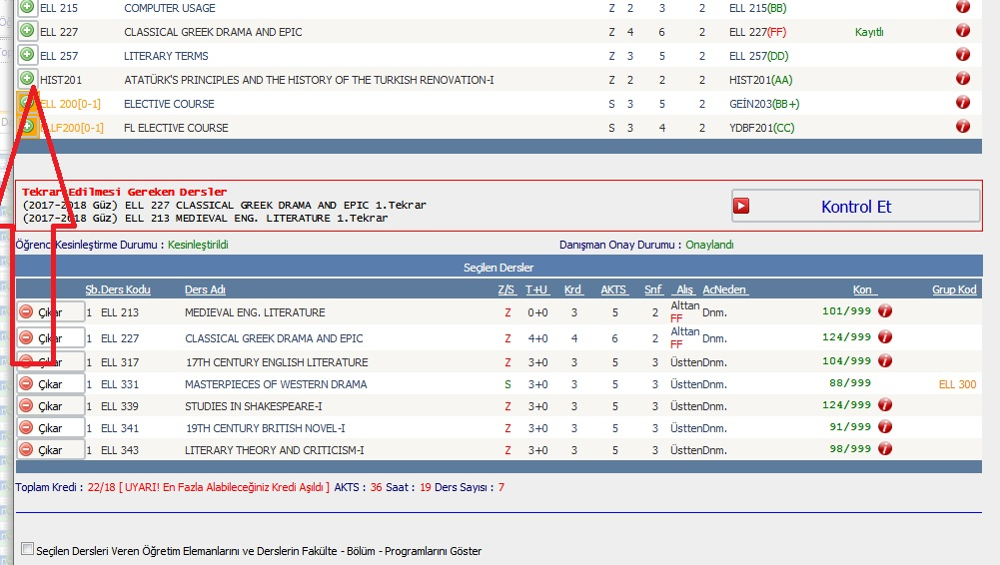 ELL 215 COMPUTER USAGE Z 2 3 2 ELL 215(BB)
ELL 227 CLASSICAL GREEK DRAMA AND EPIC Z 4 6 2 ELL 227(FF) Kayıtlı
ELL 257 LITERARY TERMS Z 3 5 2 ELL 257(DD)
HIST201 ATATÜRK'S PRINCIPLES AND THE HISTORY OF THE TURKISH RENOVATION-I Z 2 2 2 HIST201(AA)
ELL 200[0-1] ELECTIVE COURSE S 3 5 2 GEİN203(BB+)
ELLF200[0-1] FL ELECTIVE COURSE S 3 4 2 YDBF201(CC)
Tekrar Edilmesi Gereken Dersler
(2017-2018 Güz) ELL 227 CLASSICAL GREEK DRAMA AND EPIC 1.Tekrar
(2017-2018 Güz) ELL 213 MEDIEVAL ENG. LITERATURE 1.Tekrar
Kontrol Et
Öğrenci Kesinleştirme Durumu : Kesinleştirildi Danışman Onay Durumu : Onaylandı
Seçilen Dersler
Şb. Ders Kodu Ders Adı Z/S T+U Krd AKTS Snf Alış AcNeden Kon Grup Kod
Çıkar 1 ELL 213 MEDIEVAL ENG. LITERATURE Z 0+0 3 5 2 Alttan FF Dnm. 101/999
Çıkar 1 ELL 227 CLASSICAL GREEK DRAMA AND EPIC Z 4+0 4 6 2 Alttan FF Dnm. 124/999
Çıkar 1 ELL 317 17TH CENTURY ENGLISH LITERATURE Z 3+0 3 5 3 Üstten Dnm. 104/999
Çıkar 1 ELL 331 MASTERPIECES OF WESTERN DRAMA S 3+0 3 5 3 Üstten Dnm. 88/999 ELL 300
Çıkar 1 ELL 339 STUDIES IN SHAKESPEARE-I Z 3+0 3 5 3 Üstten Dnm. 124/999
Çıkar 1 ELL 341 19TH CENTURY BRITISH NOVEL-I Z 3+0 3 5 3 Üstten Dnm. 91/999
Çıkar 1 ELL 343 LITERARY THEORY AND CRITICISM-I Z 3+0 3 5 3 Üstten Dnm. 98/999
Toplam Kredi : 22/18 [ UYARI! En Fazla Alabileceğiniz Kredi Aşıldı ] AKTS : 36 Saat : 19 Ders Sayısı : 7
Seçilen Dersleri Veren Öğretim Elemanlarını ve Derslerin Fakülte - Bölüm - Programlarını Göster